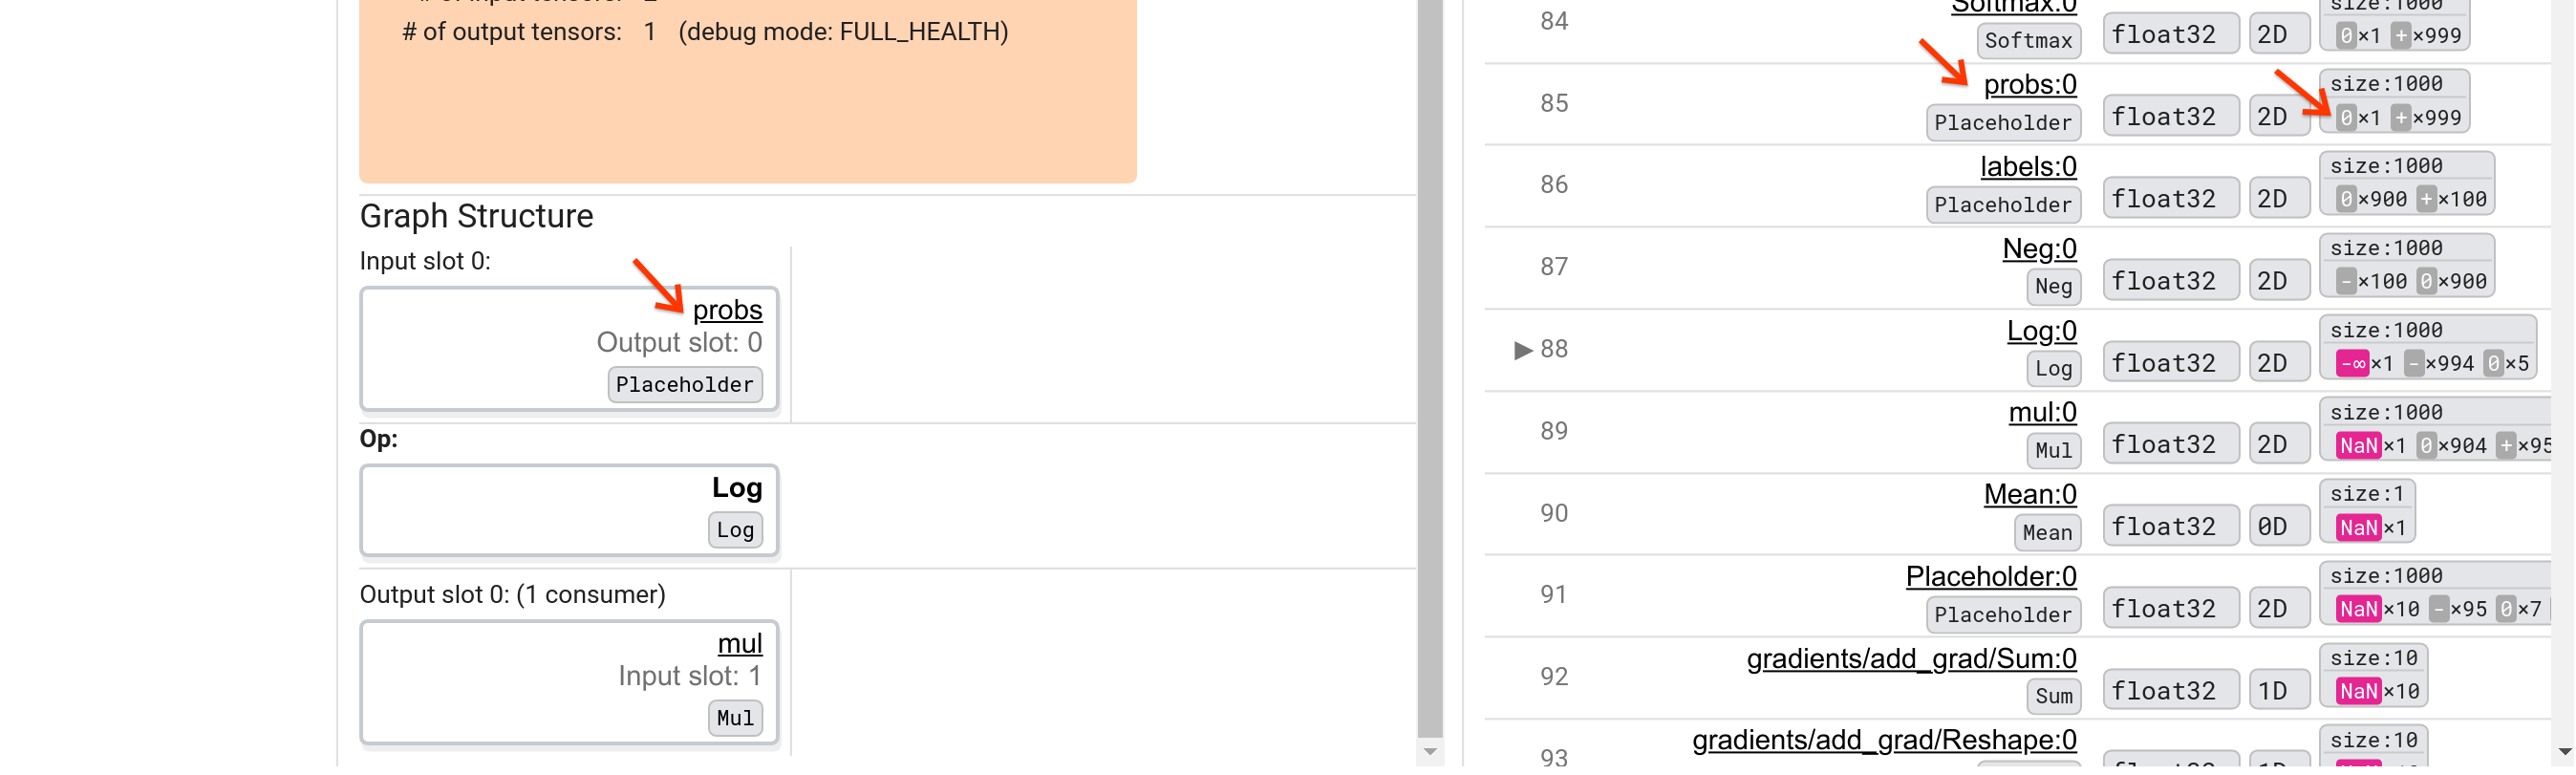 # of input tensors:
# of output tensors: 1 (debug mode: FULL_HEALTH)
Graph Structure
Input slot 0:
probs
Output slot: 0
Placeholder
Op:
Log
Log
Output slot 0: (1 consumer)
mul
Input slot: 1
Mul
84 Softmax:0 size:1000
Softmax float32 2D 0×1 +×999
85 probs:0 size:1000
Placeholder float32 2D 0×1 +×999
86 labels:0 size:1000
Placeholder float32 2D 0×900 +×100
87 Neg:0 size:1000
Neg float32 2D -×100 0×900
▶ 88 Log:0 size:1000
Log float32 2D -∞×1 -×994 0×5
89 mul:0 size:1000
Mul float32 2D NaN×1 0×904 +×95
90 Mean:0 size:1
Mean float32 0D NaN×1
91 Placeholder:0 size:1000
Placeholder float32 2D NaN×10 -×95 0×7
92 gradients/add_grad/Sum:0 size:10
Sum float32 1D NaN×10
93 gradients/add_grad/Reshape:0 size:10
float32 1D